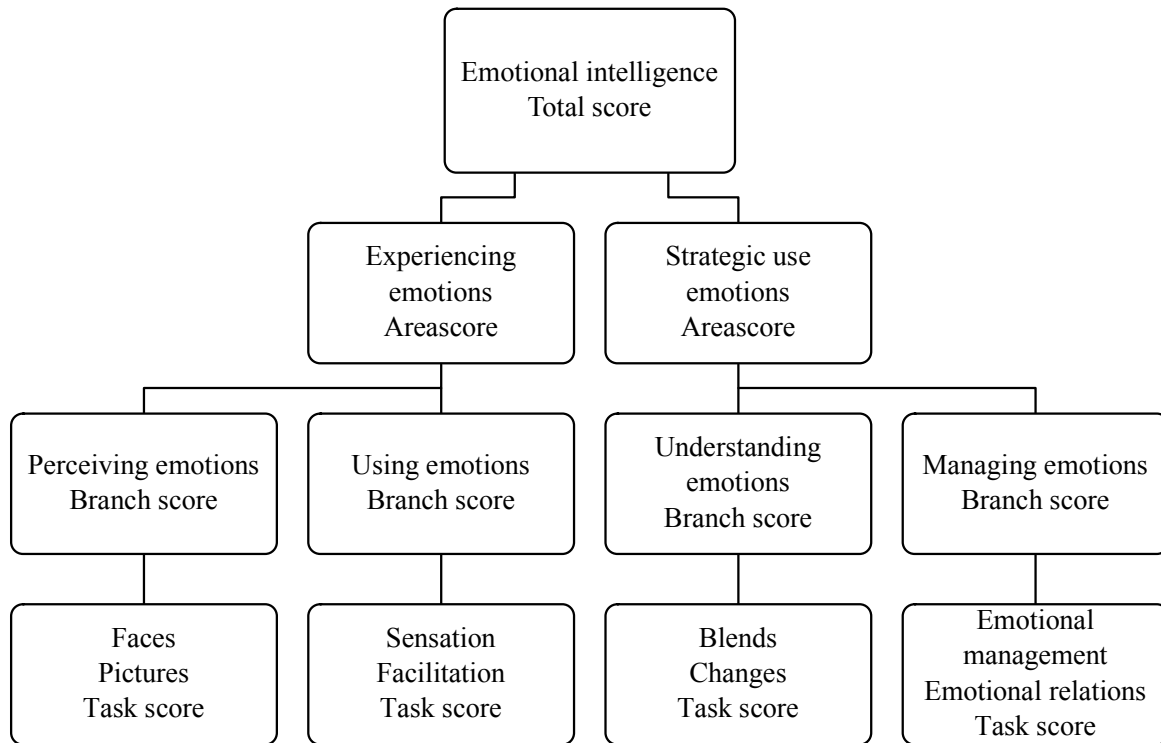 Emotional intelligence
Total score
Experiencing
emotions
Areascore
Strategic use
emotions
Areascore
Perceiving emotions
Branch score
Using emotions
Branch score
Understanding
emotions
Branch score
Managing emotions
Branch score
Faces
Pictures
Task score
Sensation
Facilitation
Task score
Blends
Changes
Task score
Emotional
management
Emotional relations
Task score